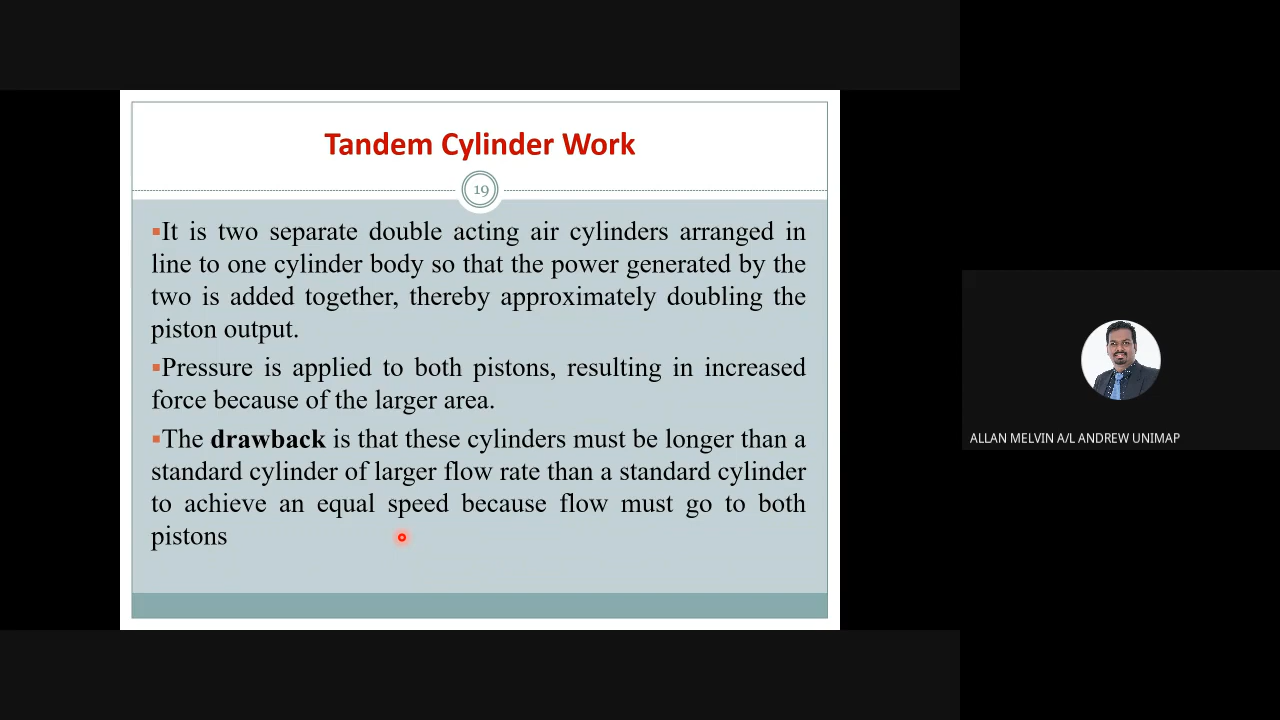 Tandem Cylinder Work
19
▪It is two separate double acting air cylinders arranged in
line to one cylinder body so that the power generated by the
two is added together, thereby approximately doubling the
piston output.
▪Pressure is applied to both pistons, resulting in increased
force because of the larger area.
▪The drawback is that these cylinders must be longer than a
standard cylinder of larger flow rate than a standard cylinder
to achieve an equal speed because flow must go to both
pistons
ALLAN MELVIN A/L ANDREW UNIMAP